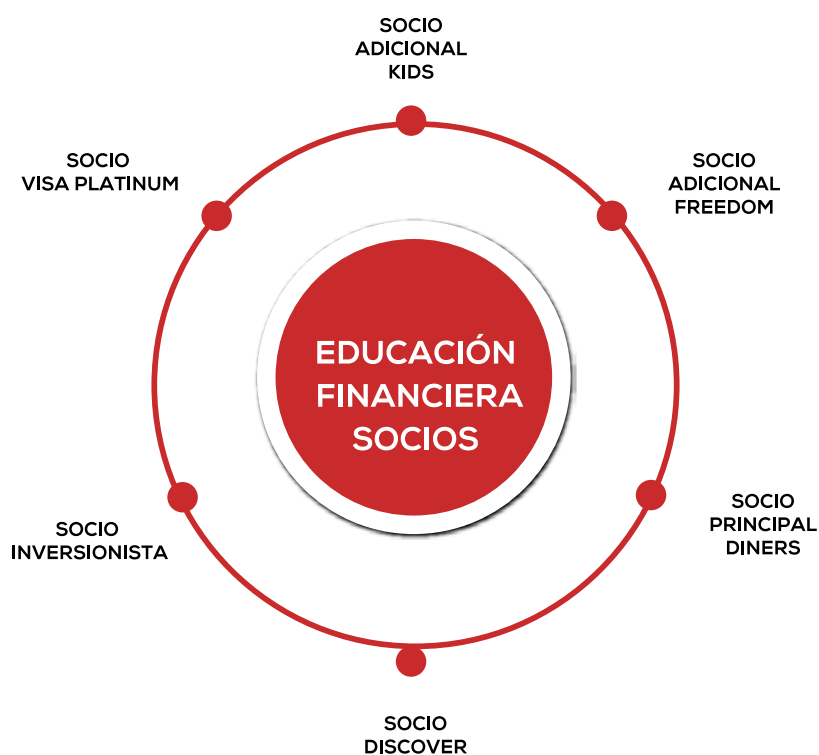 SOCIO
ADICIONAL
KIDS
SOCIO
VISA PLATINUM
SOCIO
ADICIONAL
FREEDOM
EDUCACIÓN
FINANCIERA
SOCIOS
SOCIO
INVERSIONISTA
SOCIO
PRINCIPAL
DINERS
SOCIO
DISCOVER